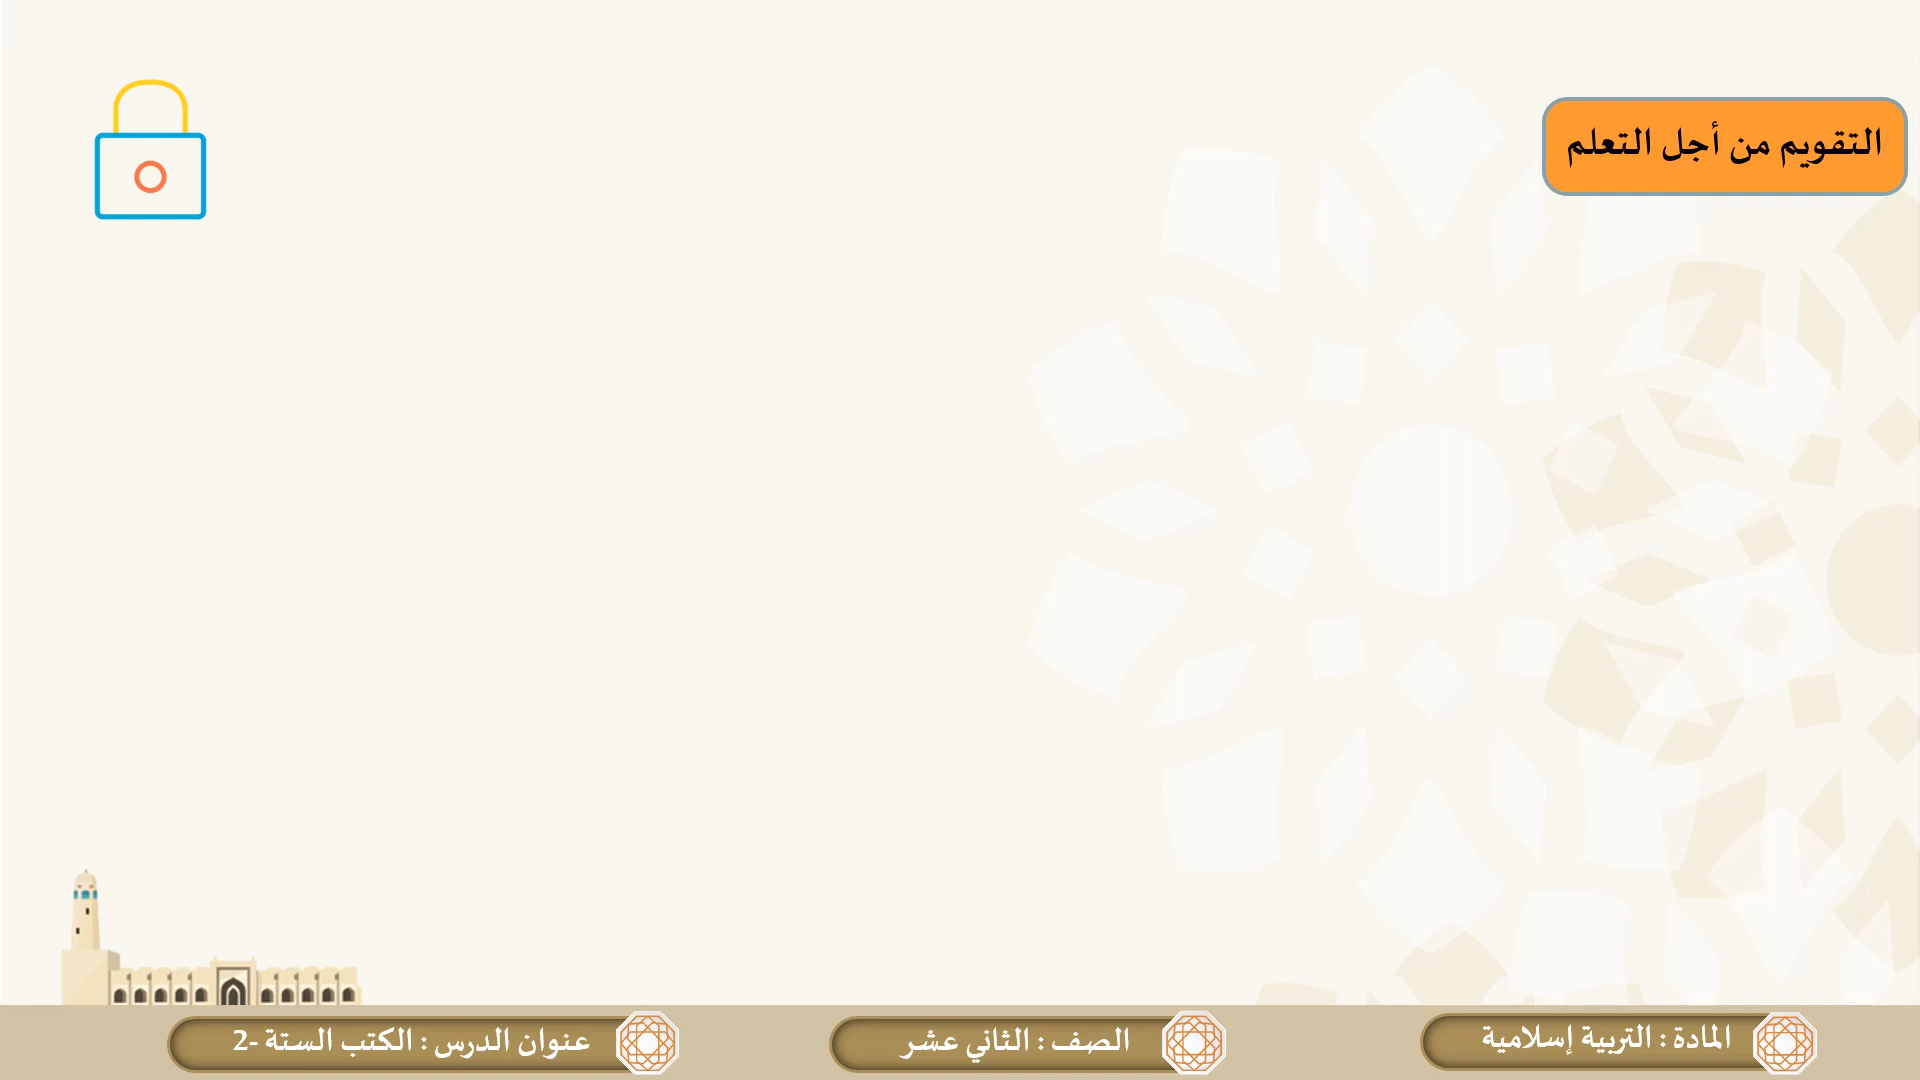 التقويم من أجل التعلم
المادة : التربية إسلامية
الصف : الثاني عشر
عنوان الدرس : الكتب الستة -2